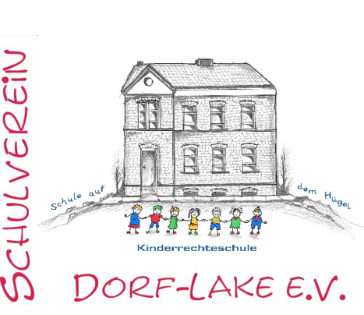 SCHULVEREIN
Schule auf dem Hügel
Kinderrechteschule
DORF-LAKE E.V.